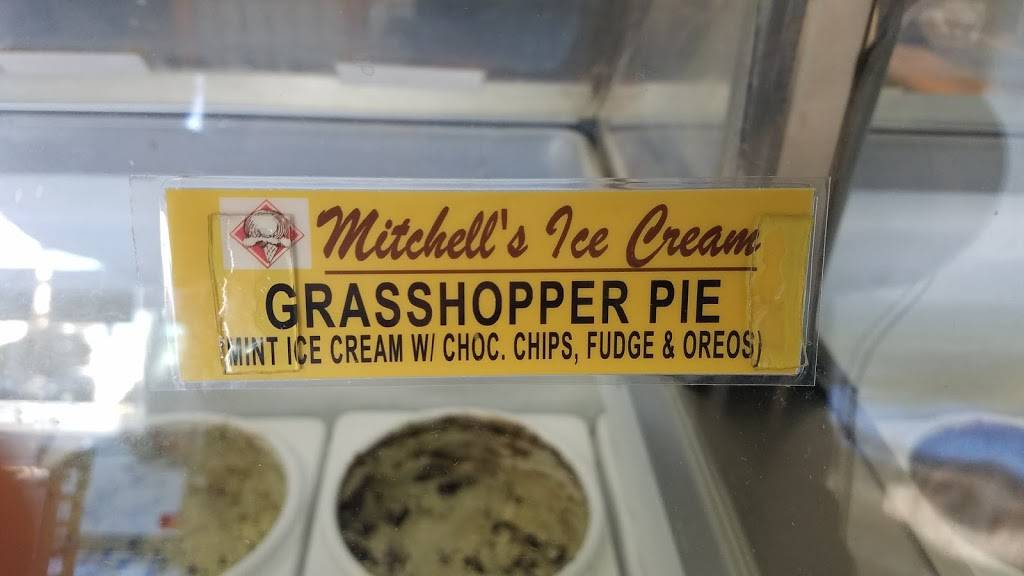 Mitchell's Ice Cream
GRASSHOPPER PIE
(MINT ICE CREAM W/ CHOC. CHIPS, FUDGE & OREOS)